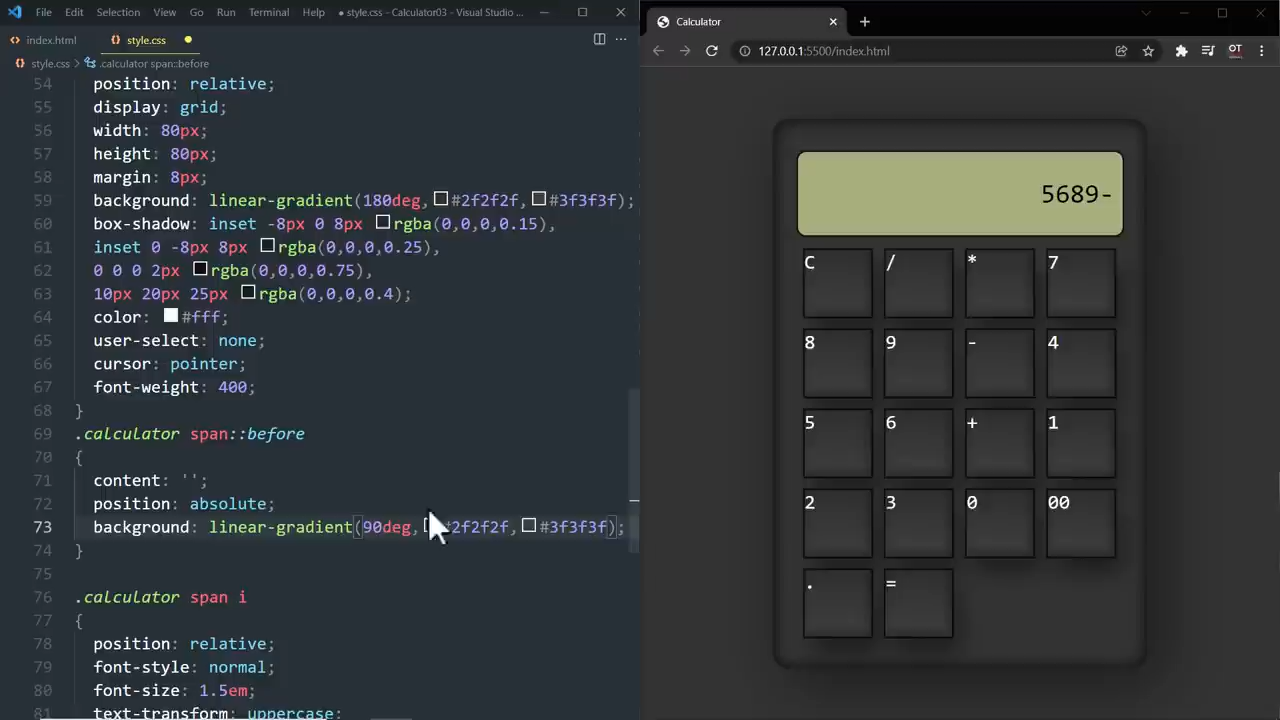 File Edit Selection View Go Run Terminal Help ● style.css - Calculator03 - Visual Studio ...
index.html style.css ...
style.css > .calculator span::before
54 position: relative;
55 display: grid;
56 width: 80px;
57 height: 80px;
58 margin: 8px;
59 background: linear-gradient(180deg,#2f2f2f,#3f3f3f);
60 box-shadow: inset -8px 0 8px rgba(0,0,0,0.15),
61 inset 0 -8px 8px rgba(0,0,0,0.25),
62 0 0 0 2px rgba(0,0,0,0.75),
63 10px 20px 25px rgba(0,0,0,0.4);
64 color: #fff;
65 user-select: none;
66 cursor: pointer;
67 font-weight: 400;
68 }
69 .calculator span::before
70 {
71 content: '';
72 position: absolute;
73 background: linear-gradient(90deg,#2f2f2f,#3f3f3f);
74 }
75
76 .calculator span i
77 {
78 position: relative;
79 font-style: normal;
80 font-size: 1.5em;
81 text-transform: uppercase;
Calculator
127.0.0.1:5500/index.html
OT
5689-
C / * 7
8 9 - 4
5 6 + 1
2 3 0 00
. =